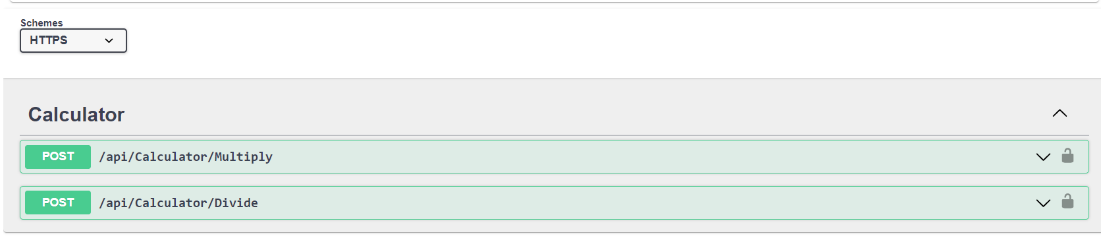 Schemes
HTTPS
Calculator
POST /api/Calculator/Multiply
POST /api/Calculator/Divide